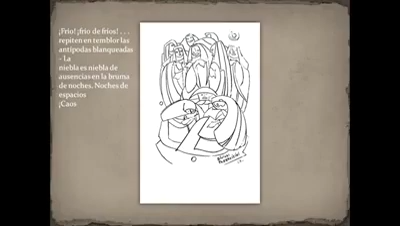 ¡Frío! ¡frío de fríos! . . .
repiten en temblor las
antípodas blanqueadas
- La
niebla es niebla de
ausencias en la bruma
de noches. Noches de
espacios
¡Caos